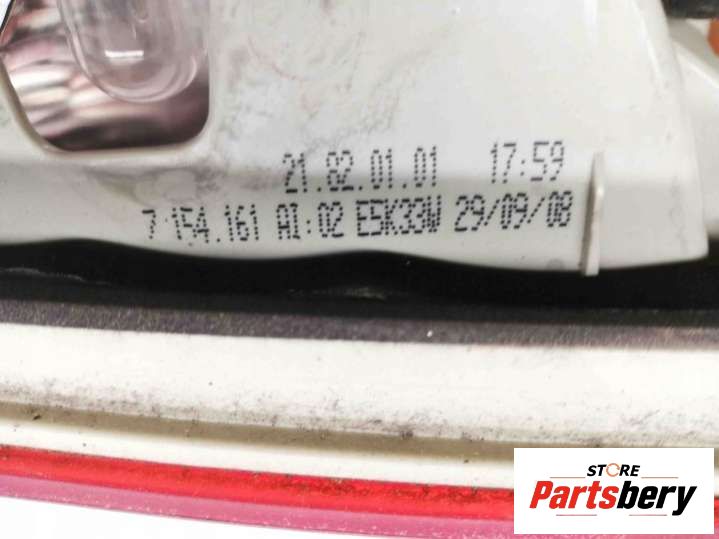 21.82.01.01 17:59
7 154.161 AI:02 E5K33W 29/09/08
STORE
Partsbery